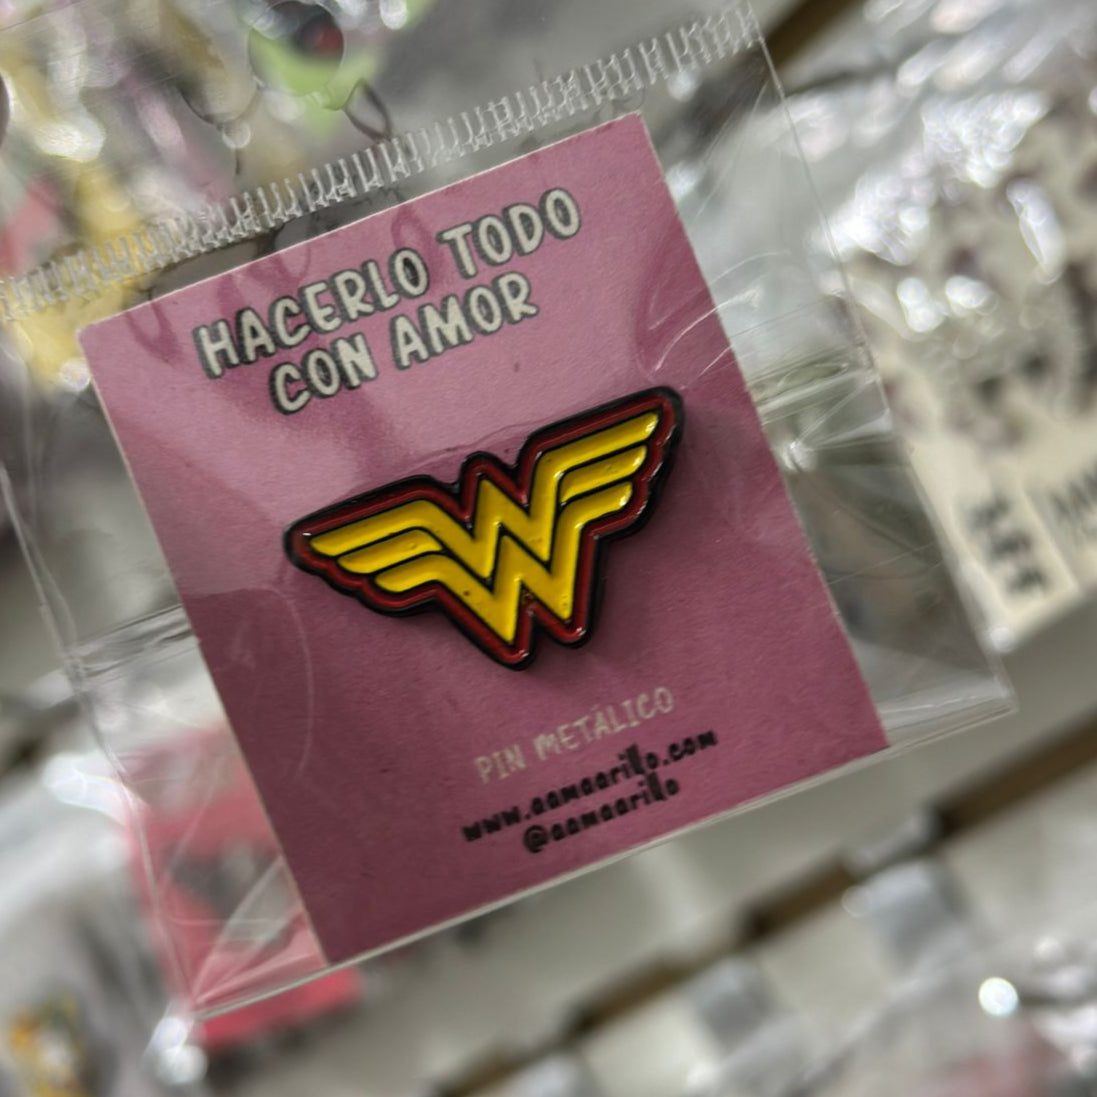 HACERLO TODO
CON AMOR
PIN METÁLICO
www.aamaarillo.com
@aamaarillo